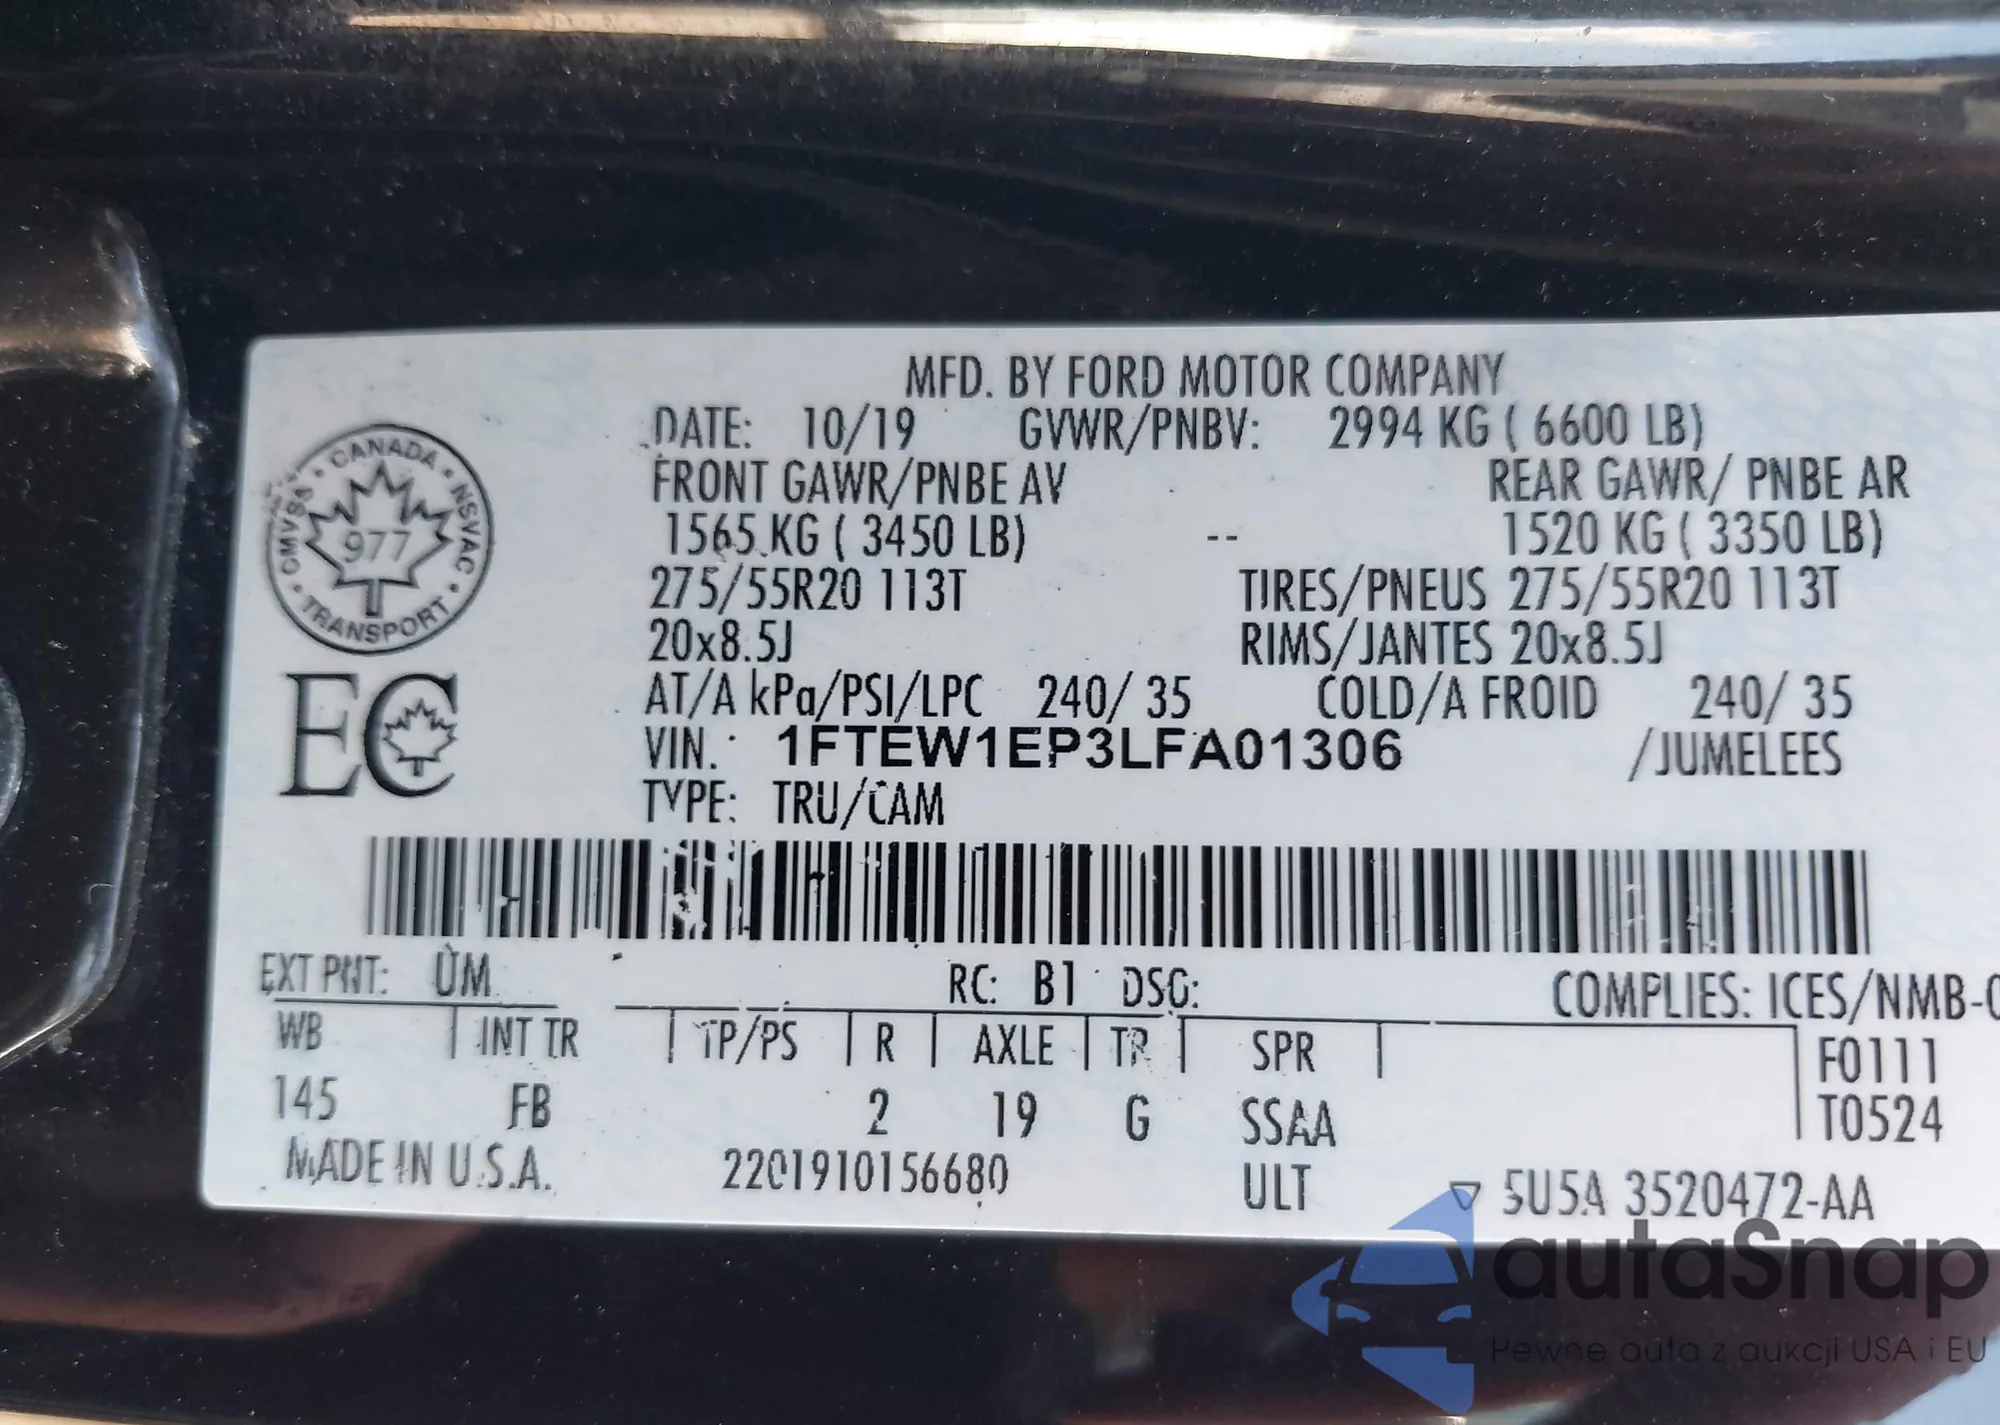 MFD. BY FORD MOTOR COMPANY
DATE: 10/19 GVWR/PNBV: 2994 KG ( 6600 LB)
FRONT GAWR/PNBE AV REAR GAWR/ PNBE AR
1565 KG ( 3450 LB) -- 1520 KG ( 3350 LB)
275/55R20 113T TIRES/PNEUS 275/55R20 113T
20x8.5J RIMS/JANTES 20x8.5J
AT/A kPa/PSI/LPC 240/ 35 COLD/A FROID 240/ 35
VIN.: 1FTEW1EP3LFA01306 /JUMELEES
TYPE: TRU/CAM
CANADA
CMVSS NSVAC
977
TRANSPORT
EC
EXT PNT: UM RC: B1 DSG: COMPLIES: ICES/NMB-0
WB INT TR TP/PS R AXLE TR SPR F0111
145 FB 2 19 G SSAA T0524
MADE IN U.S.A. 2201910156680 ULT 5U5A 3520472-AA
autaSnap
Pewne auta z aukcji USA i EU